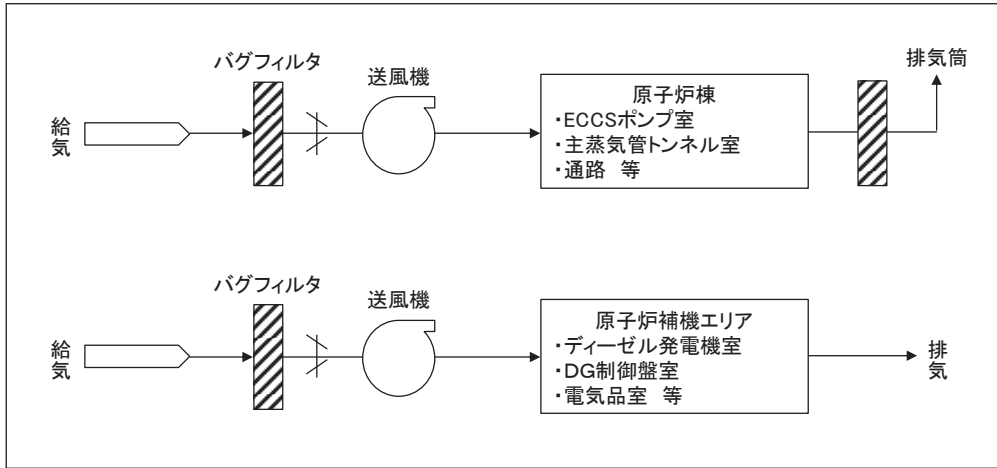 バグフィルタ
送風機
排気筒
給気
原子炉棟
・ECCSポンプ室
・主蒸気管トンネル室
・通路 等
バグフィルタ
送風機
給気
原子炉補機エリア
・ディーゼル発電機室
・DG制御盤室
・電気品室 等
排気